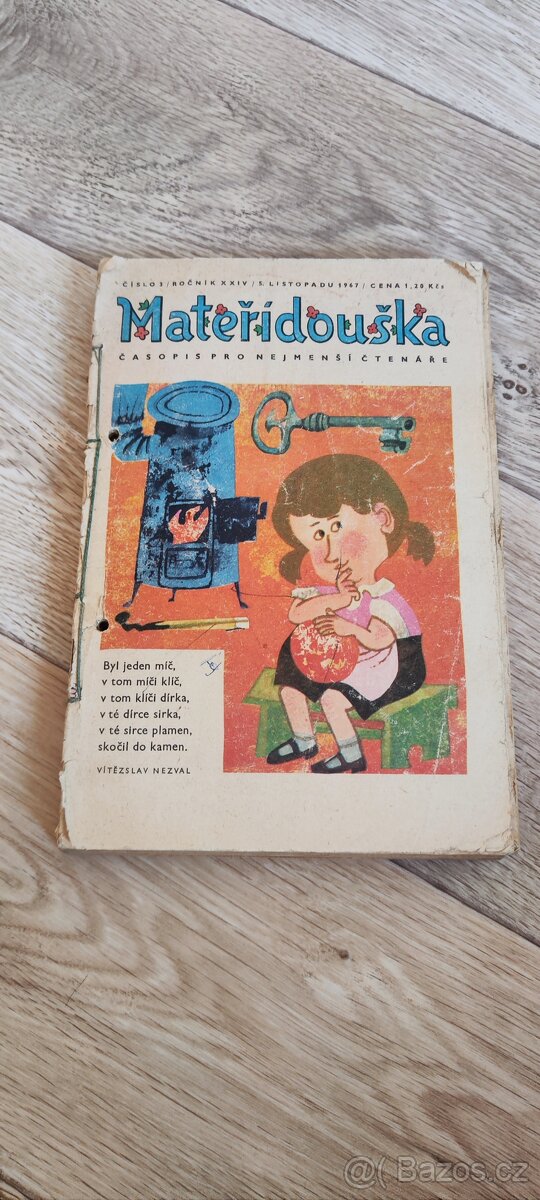 ČÍSLO 3 / ROČNÍK XXIV / 5. LISTOPADU 1967 / CENA 1,20 Kčs
Mateřídouška
ČASOPIS PRO NEJMENŠÍ ČTENÁŘE
Byl jeden míč,
v tom míči klíč,
v tom klíči dírka,
v té dírce sirka,
v té sirce plamen,
skočil do kamen.
VÍTĚZSLAV NEZVAL
@( Bazoš.cz